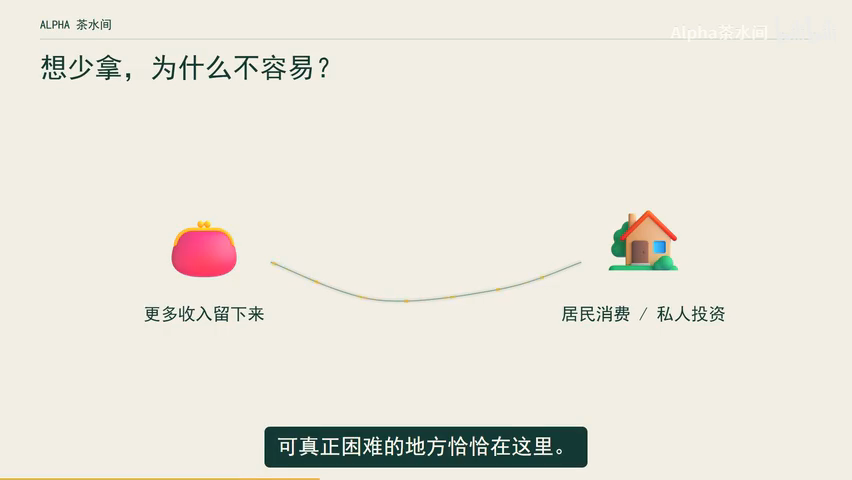 ALPHA 茶水间
Alpha茶水间
想少拿，为什么不容易？
更多收入留下来
居民消费 / 私人投资
可真正困难的地方恰恰在这里。